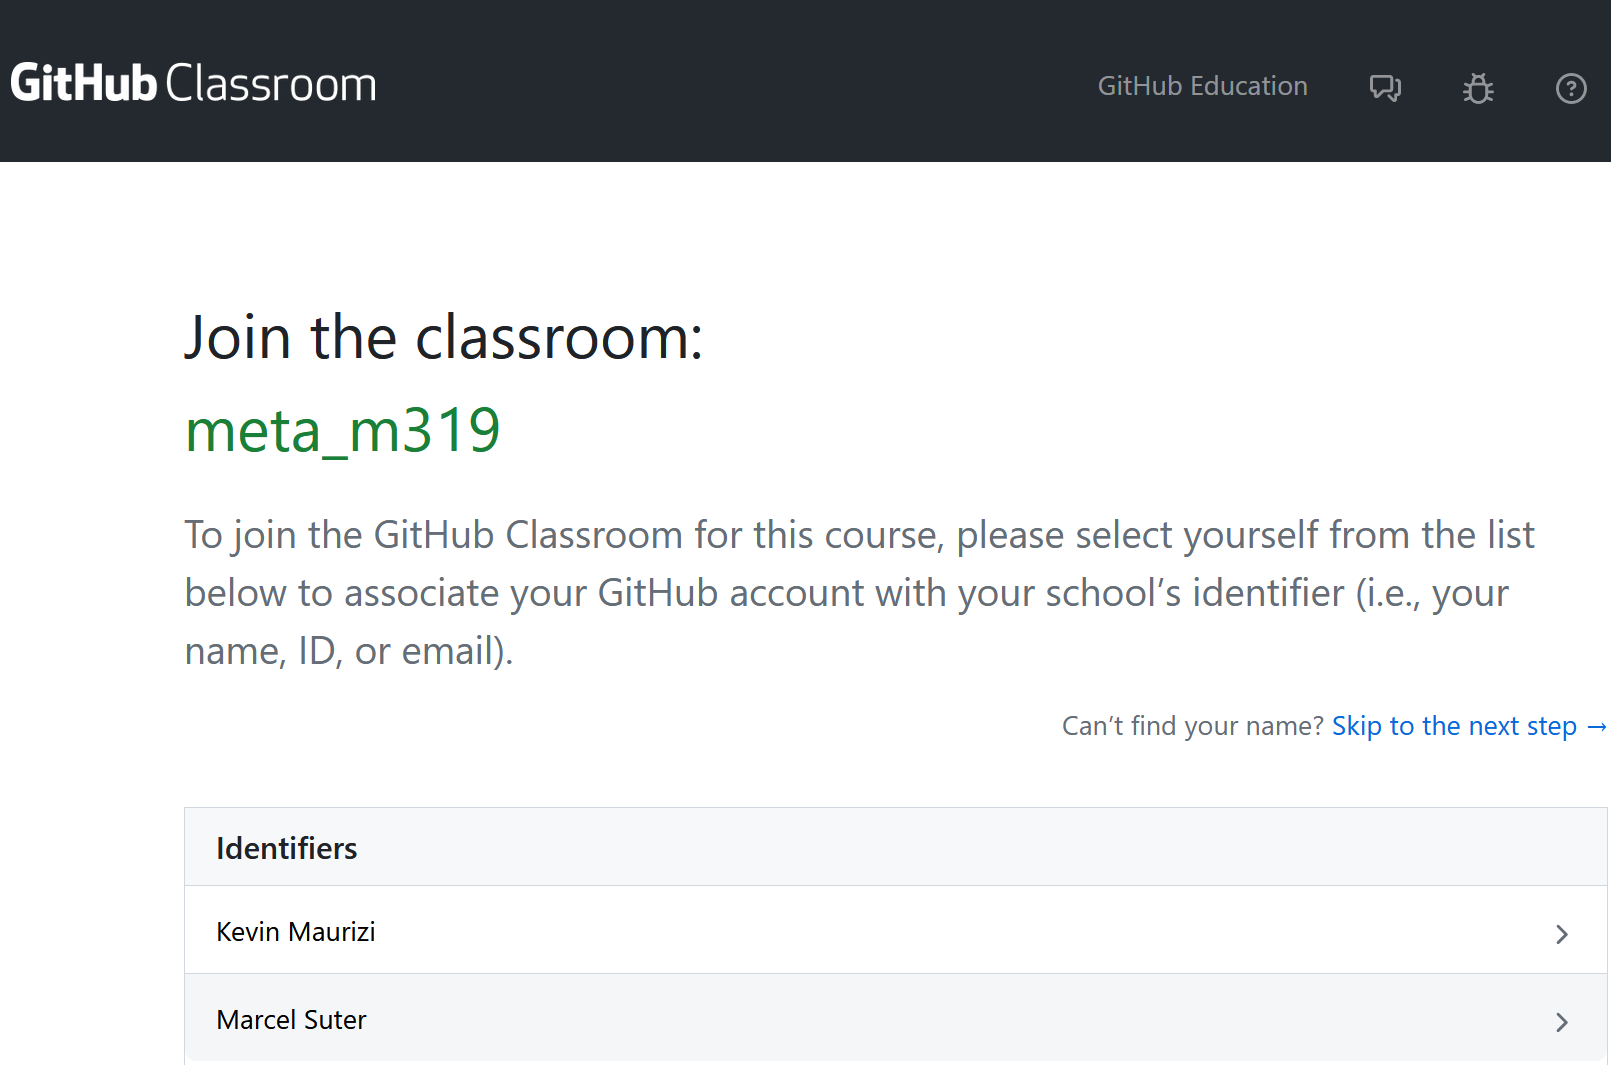 GitHub Classroom
GitHub Education
Join the classroom:
meta_m319
To join the GitHub Classroom for this course, please select yourself from the list
below to associate your GitHub account with your school’s identifier (i.e., your
name, ID, or email).
Can’t find your name? Skip to the next step →
Identifiers
Kevin Maurizi
Marcel Suter